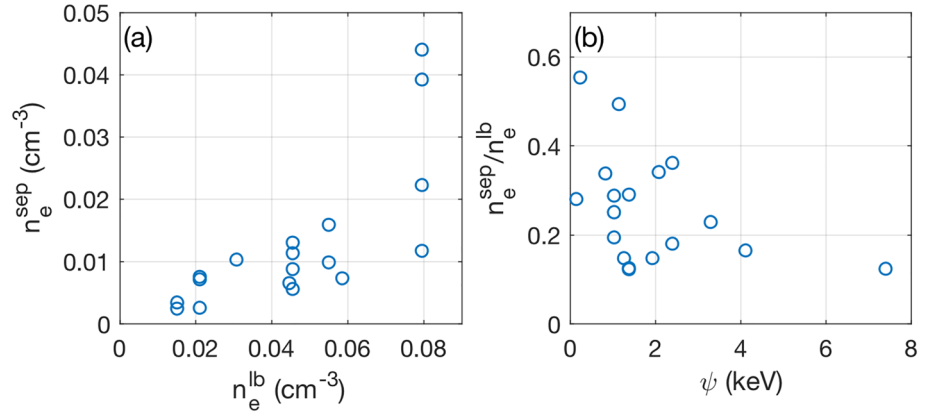 (a)
0.05
0.04
0.03
0.02
0.01
0
n_e^sep (cm^-3)
0 0.02 0.04 0.06 0.08
n_e^lb (cm^-3)
(b)
0.6
0.4
0.2
0
n_e^sep/n_e^lb
0 2 4 6 8
ψ (keV)